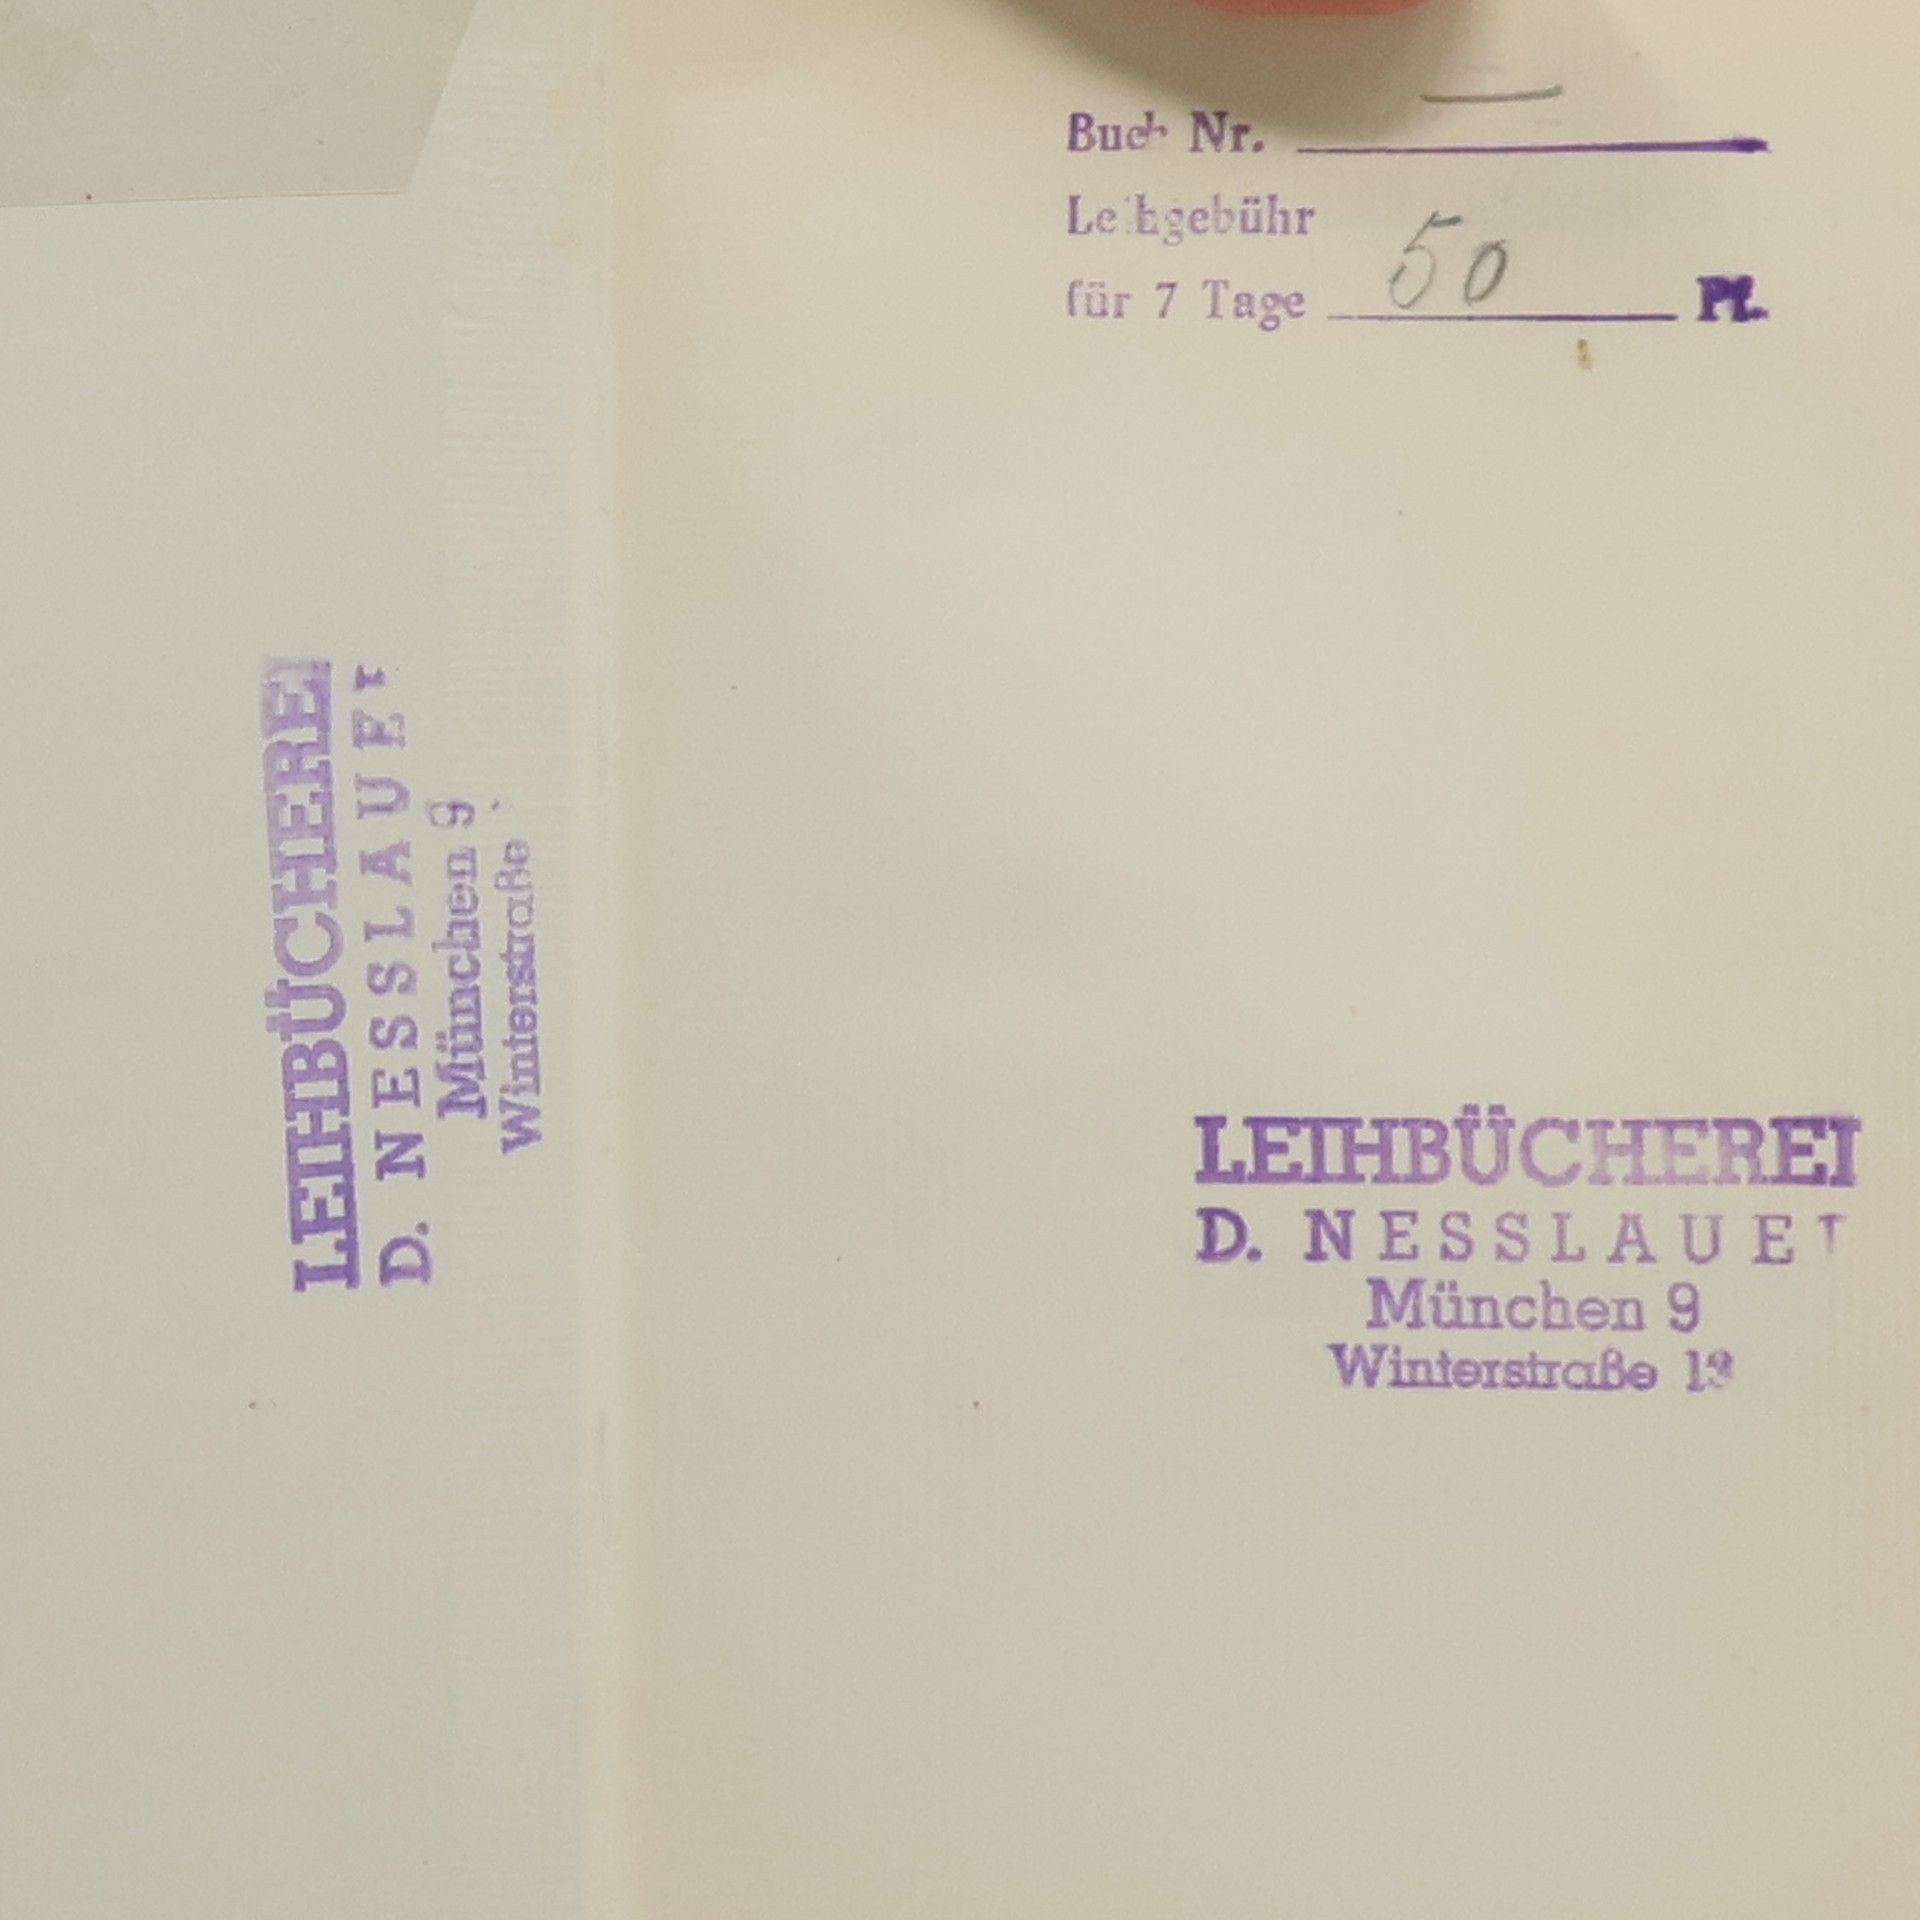 Buch Nr.
Leihgebühr
für 7 Tage 50 Pf.
LEIHBÜCHEREI
D. NESSLAUER
München 9
Winterstraße
LEIHBÜCHEREI
D. NESSLAUER
München 9
Winterstraße